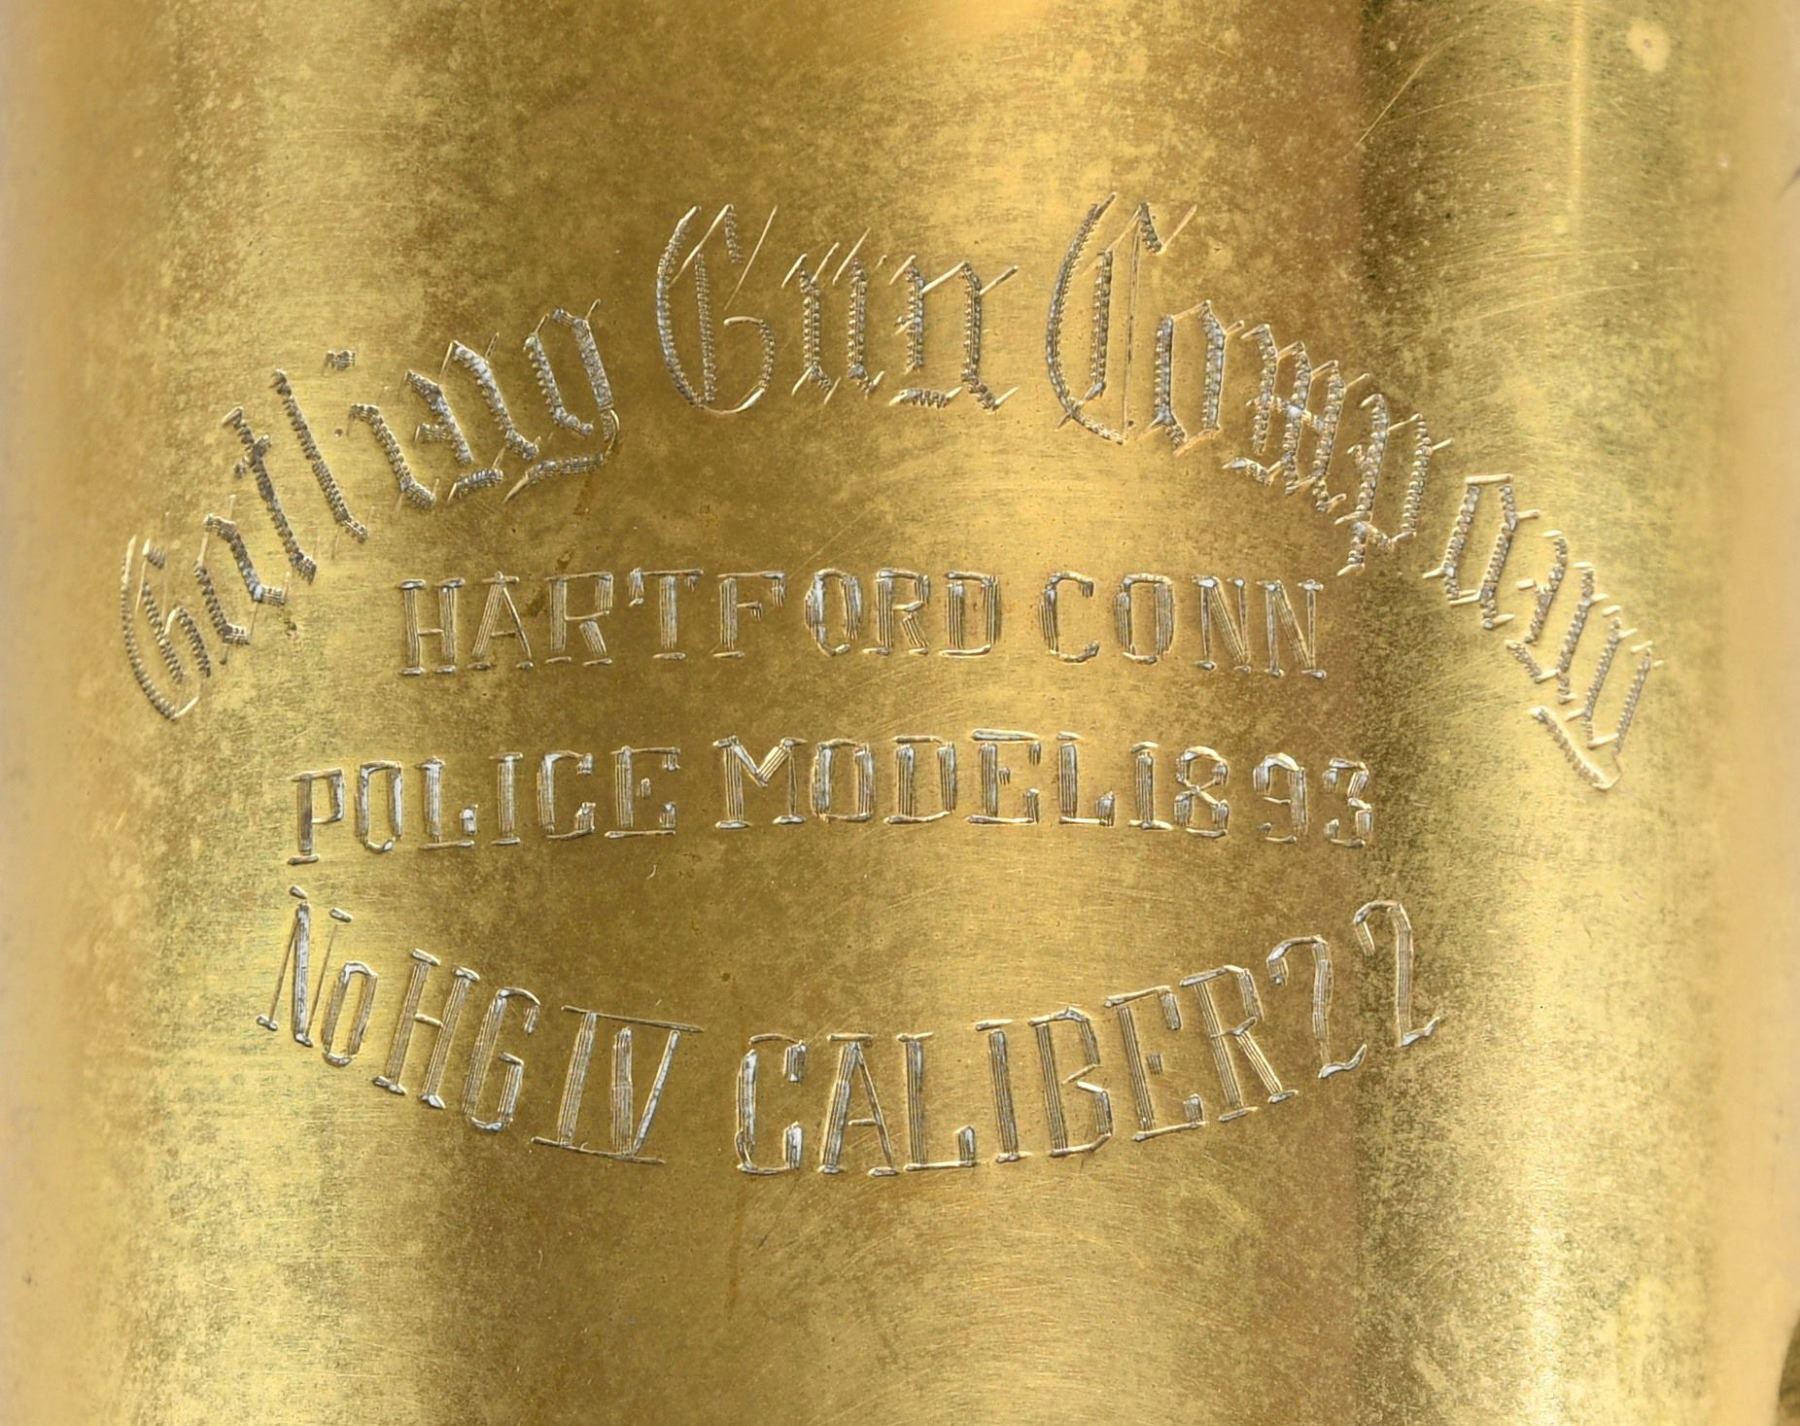 Gatling Gun Company
HARTFORD CONN
POLICE MODEL 1893
No HG IV CALIBER 22